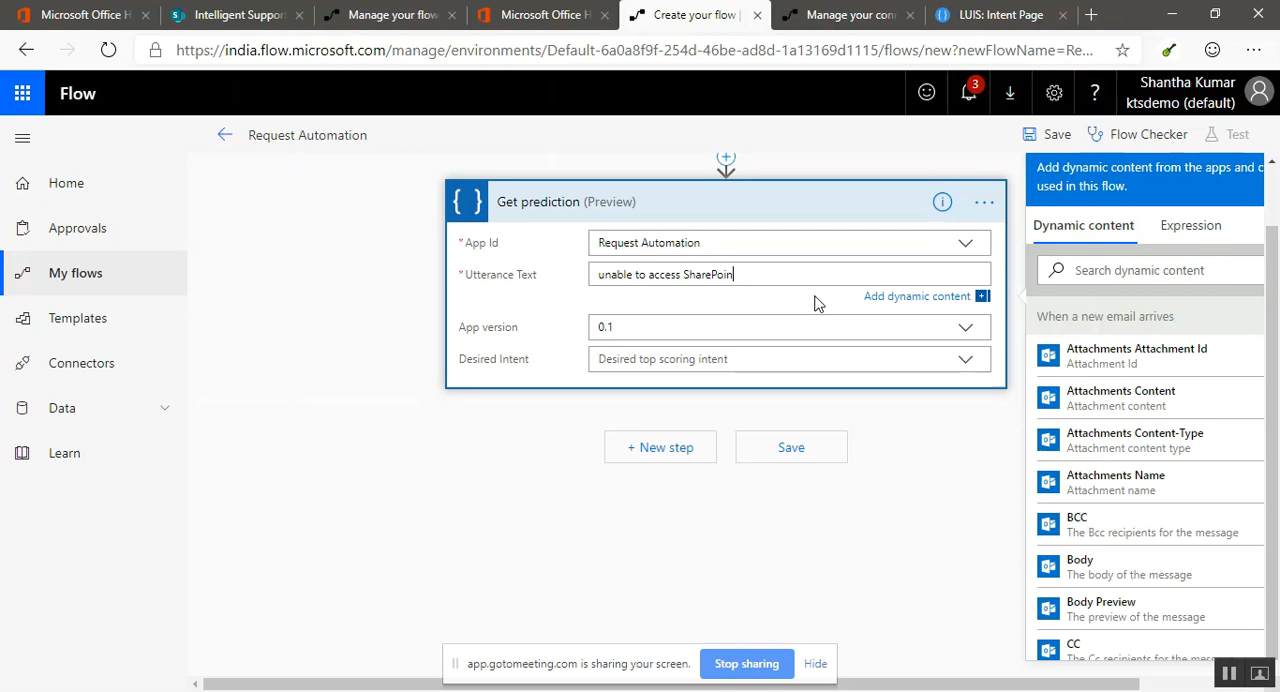 Microsoft Office H
Intelligent Suppor
Manage your flow
Microsoft Office H
Create your flow |
Manage your conn
LUIS: Intent Page
https://india.flow.microsoft.com/manage/environments/Default-6a0a8f9f-254d-46be-ad8d-1a13169d1115/flows/new?newFlowName=Re...
Flow
3
?
Shantha Kumar
ktsdemo (default)
Request Automation
Save
Flow Checker
Test
Home
Approvals
My flows
Templates
Connectors
Data
Learn
{ } Get prediction (Preview)
* App Id
Request Automation
* Utterance Text
unable to access SharePoin
Add dynamic content
App version
0.1
Desired Intent
Desired top scoring intent
+ New step
Save
Add dynamic content from the apps and c
used in this flow.
Dynamic content
Expression
Search dynamic content
When a new email arrives
Attachments Attachment Id
Attachment Id
Attachments Content
Attachment content
Attachments Content-Type
Attachment content type
Attachments Name
Attachment name
BCC
The Bcc recipients for the message
Body
The body of the message
Body Preview
The preview of the message
CC
The Cc recipients for the message
app.gotomeeting.com is sharing your screen.
Stop sharing
Hide